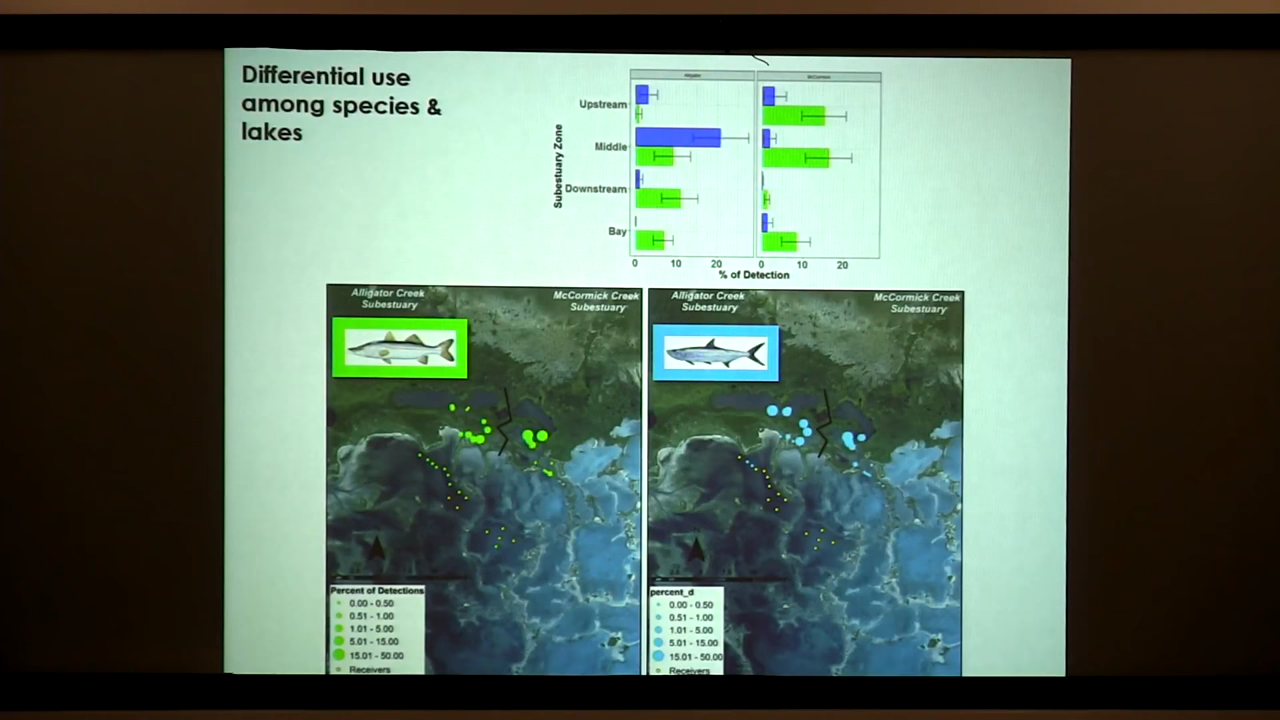 Differential use
among species &
lakes
Alligator
McCormick
Upstream
Middle
Downstream
Bay
Subestuary Zone
0 10 20 0 10 20
% of Detection
Alligator Creek
Subestuary
McCormick Creek
Subestuary
Alligator Creek
Subestuary
McCormick Creek
Subestuary
Percent of Detections
0.00 - 0.50
0.51 - 1.00
1.01 - 5.00
5.01 - 15.00
15.01 - 50.00
Receivers
percent_d
0.00 - 0.50
0.51 - 1.00
1.01 - 5.00
5.01 - 15.00
15.01 - 50.00
Receivers